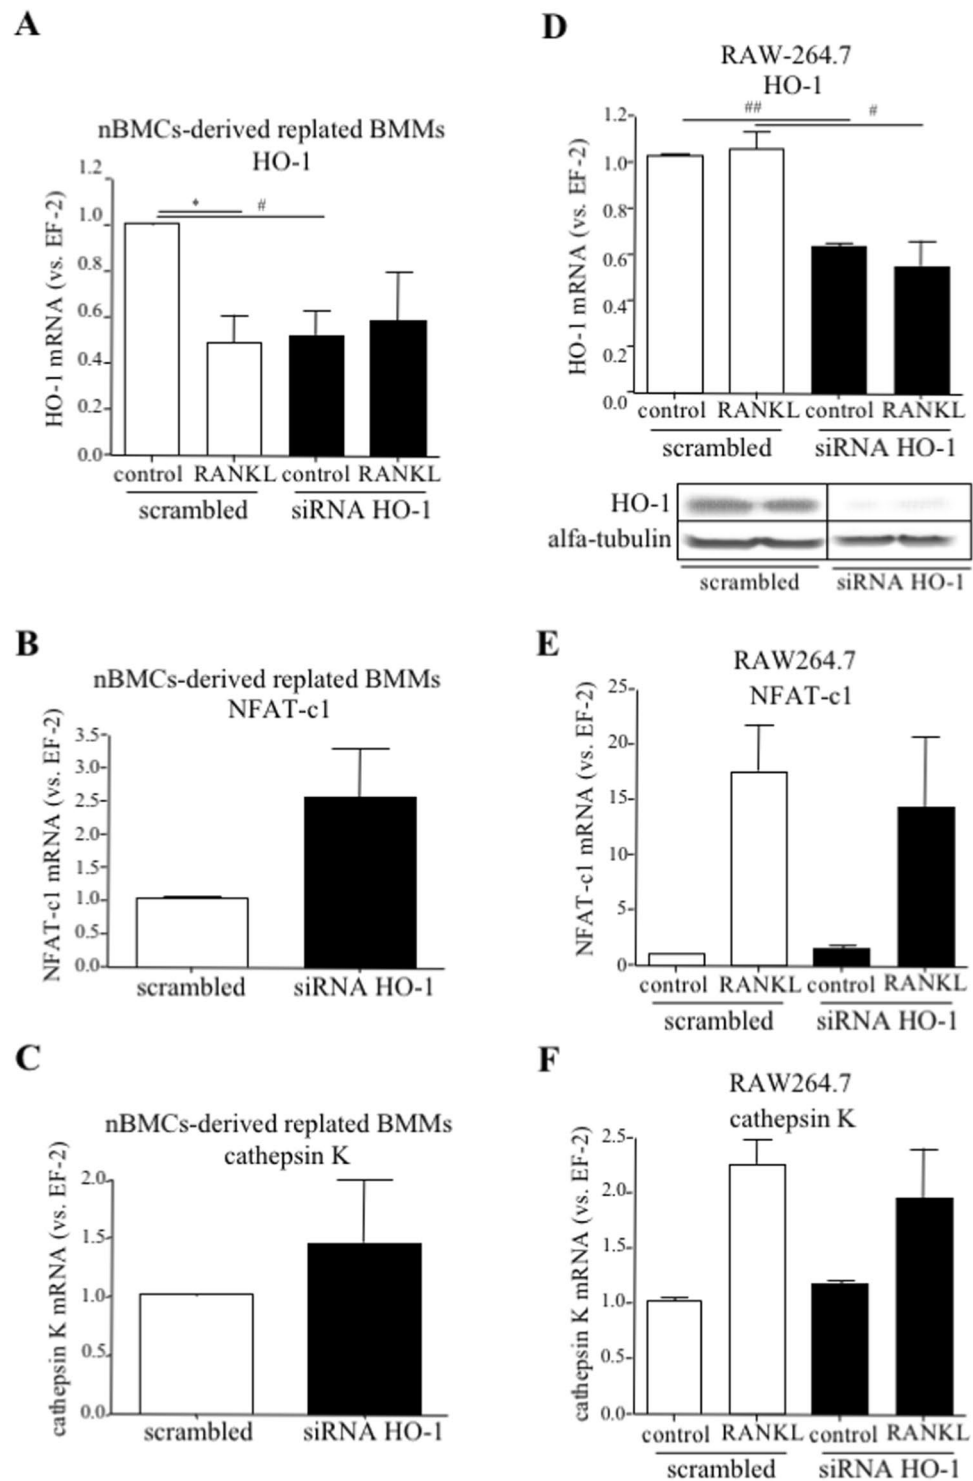 A
nBMCs-derived replated BMMs
HO-1
HO-1 mRNA (vs. EF-2)
1.2
1.0
0.8
0.6
0.4
0.2
0.0
* #
control RANKL control RANKL
scrambled siRNA HO-1
B
nBMCs-derived replated BMMs
NFAT-c1
NFAT-c1 mRNA (vs. EF-2)
3.5
3.0
2.5
2.0
1.5
1.0
0.5
0.0
scrambled siRNA HO-1
C
nBMCs-derived replated BMMs
cathepsin K
cathepsin K mRNA (vs. EF-2)
2.0
1.5
1.0
0.5
0.0
scrambled siRNA HO-1
D
RAW-264.7
HO-1
HO-1 mRNA (vs. EF-2)
1.2
1.0
0.8
0.6
0.4
0.2
0.0
## #
control RANKL control RANKL
scrambled siRNA HO-1
HO-1
alfa-tubulin
scrambled siRNA HO-1
E
RAW264.7
NFAT-c1
NFAT-c1 mRNA (vs. EF-2)
25
20
15
10
5
0
control RANKL control RANKL
scrambled siRNA HO-1
F
RAW264.7
cathepsin K
cathepsin K mRNA (vs. EF-2)
2.5
2.0
1.5
1.0
0.5
0.0
control RANKL control RANKL
scrambled siRNA HO-1